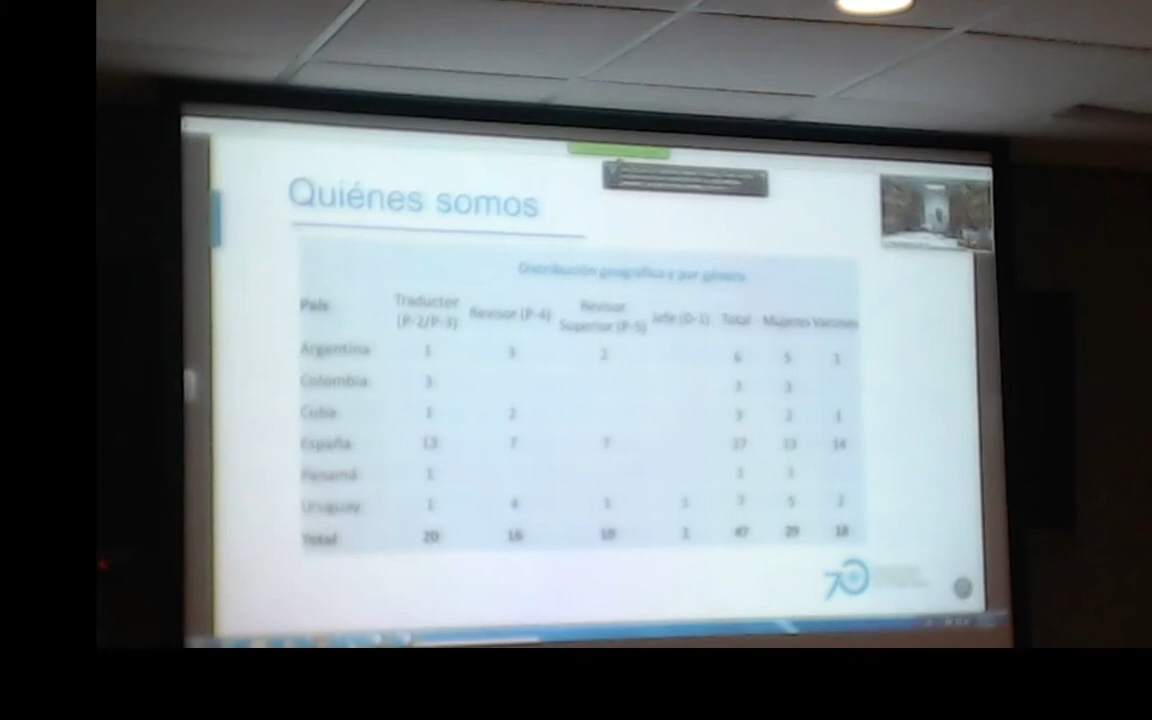 Quiénes somos
Distribución geográfica y por género
País Traductor (P-2/P-3) Revisor (P-4) Revisor Superior (P-5) Jefe (D-1) Total Mujeres Varones
Argentina 1 3 2 6 5 1
Colombia 3 3 3
Cuba 1 2 3 2 1
España 13 7 7 27 13 14
Panamá 1 1 1
Uruguay 1 4 1 1 7 5 2
Total 20 16 10 1 47 29 18
70